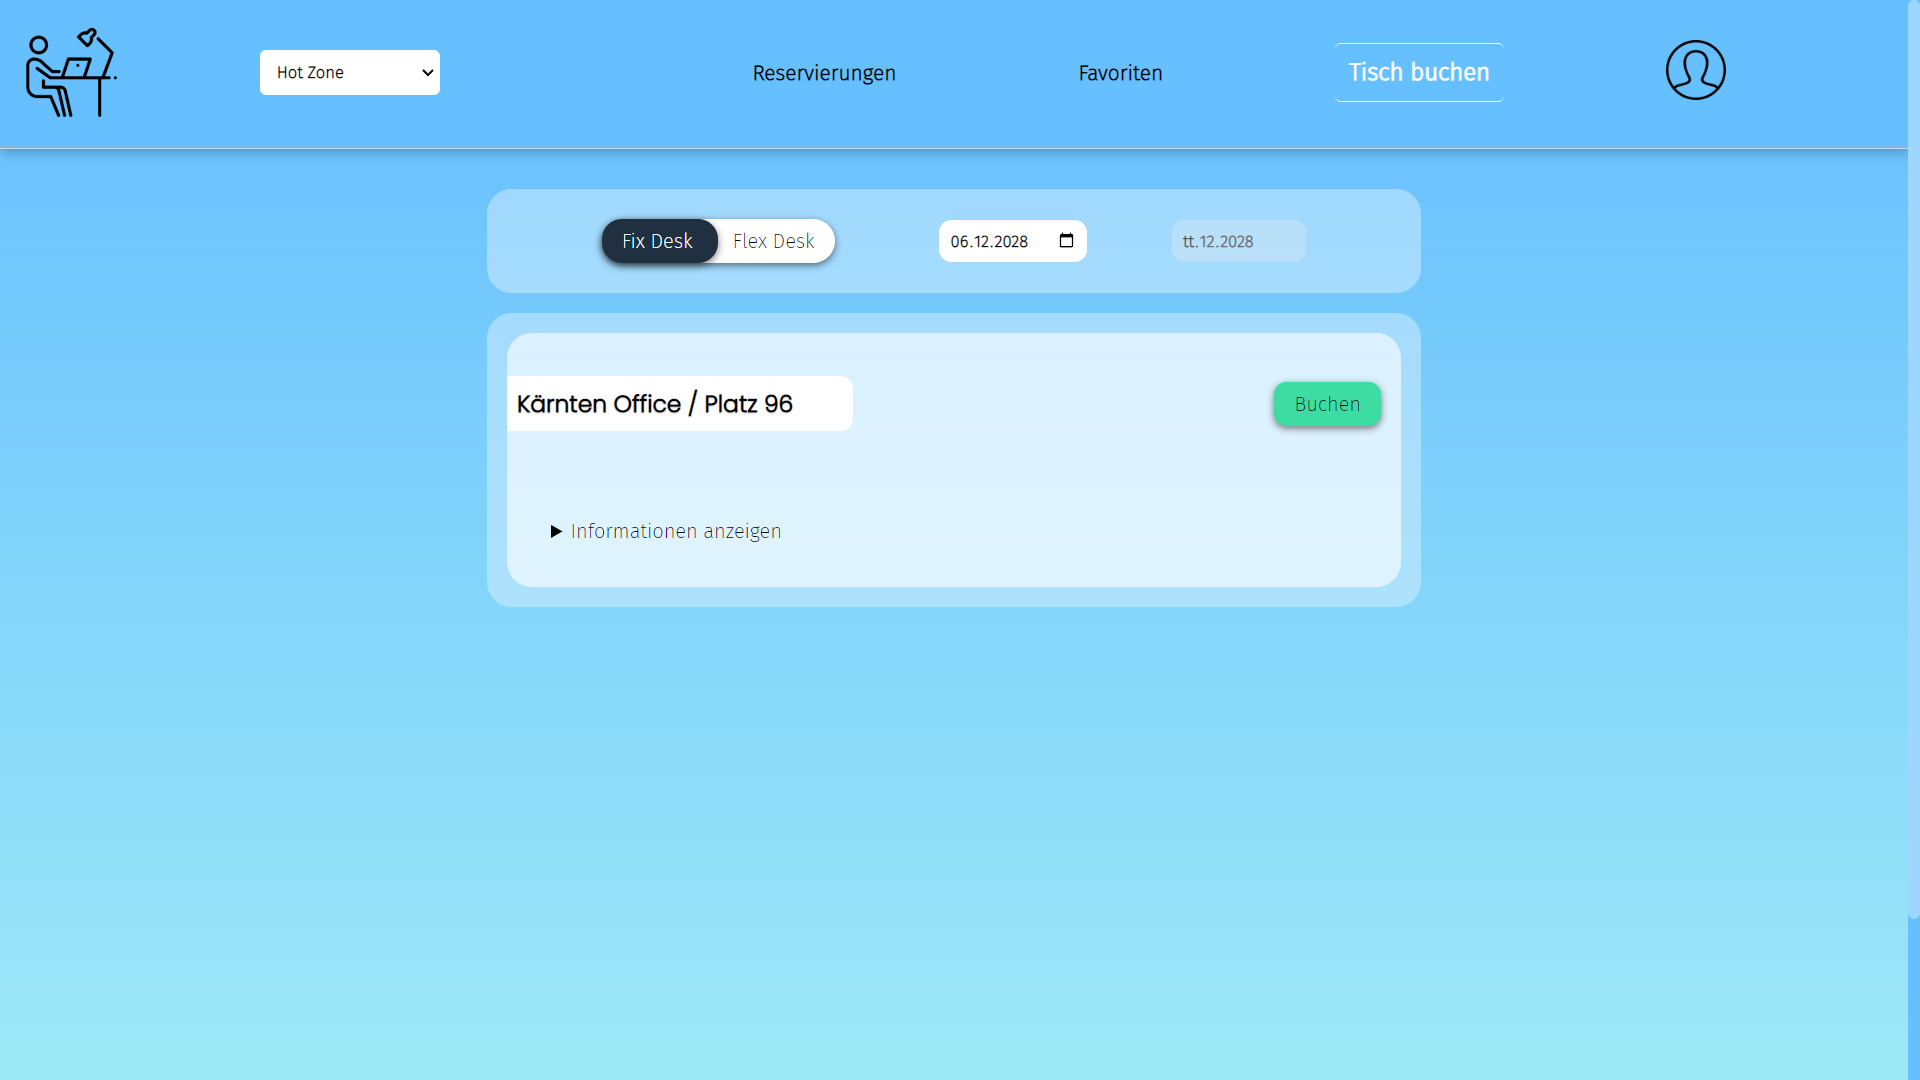 Hot Zone
Reservierungen
Favoriten
Tisch buchen
Fix Desk
Flex Desk
06.12.2028
tt.12.2028
Kärnten Office / Platz 96
Buchen
Informationen anzeigen